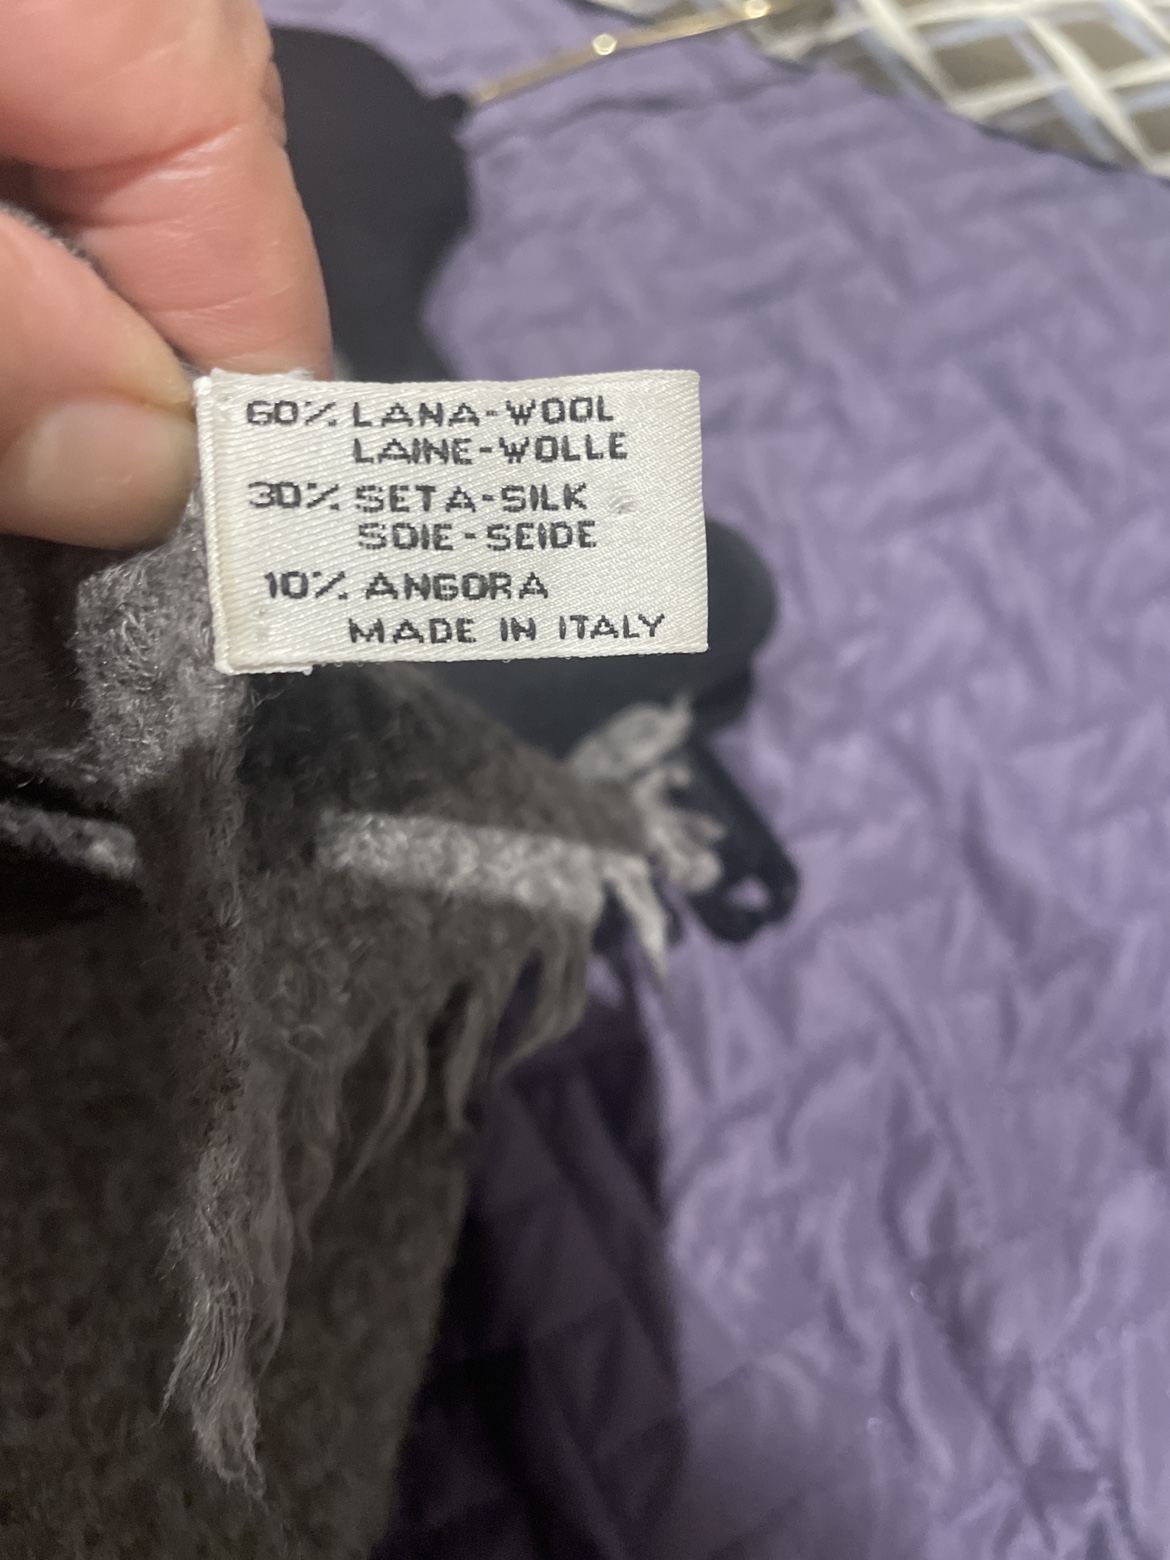 60% LANA-WOOL
LAINE-WOLLE
30% SETA-SILK
SOIE-SEIDE
10% ANGORA
MADE IN ITALY